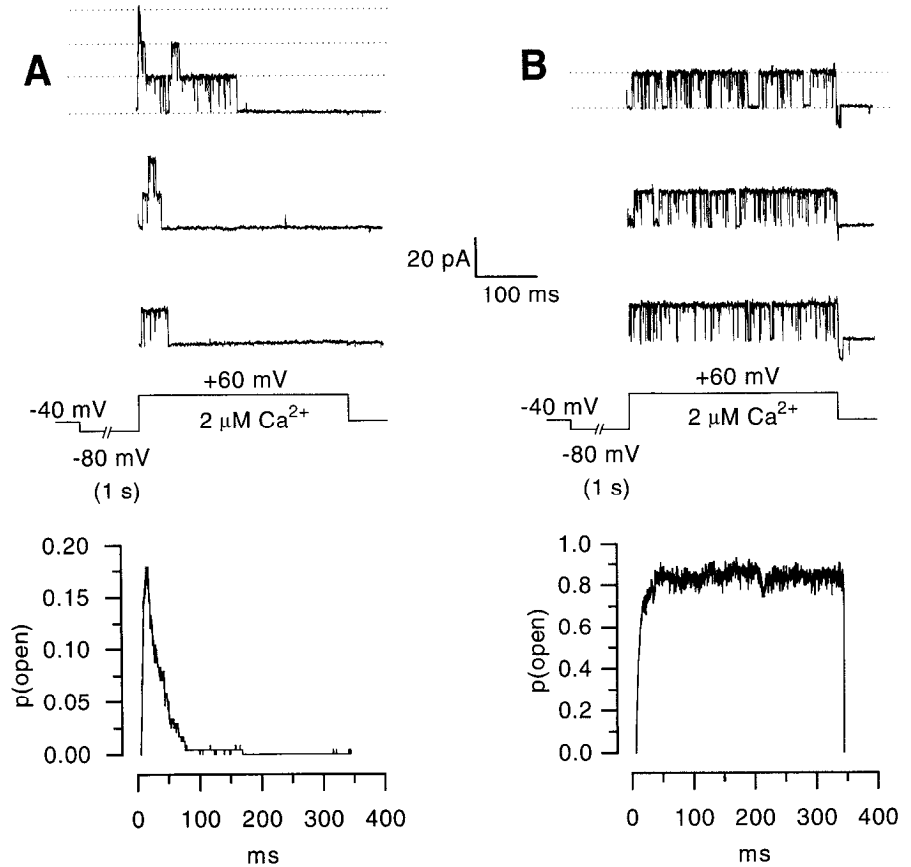 A
B
20 pA
100 ms
+60 mV
-40 mV
2 µM Ca²⁺
-80 mV
(1 s)
+60 mV
-40 mV
2 µM Ca²⁺
-80 mV
(1 s)
p(open)
0.20
0.15
0.10
0.05
0.00
0 100 200 300 400
ms
p(open)
1.0
0.8
0.6
0.4
0.2
0.0
0 100 200 300 400
ms